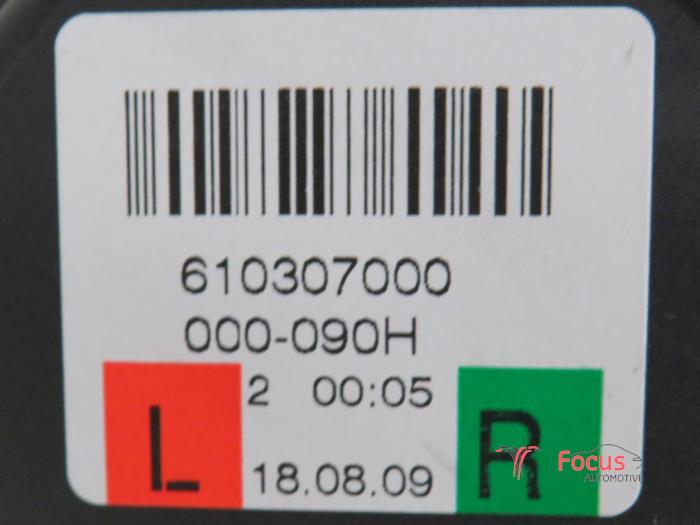 610307000
000-090H
L 2 00:05 R
18.08.09
Focus
AUTOMOTIVE